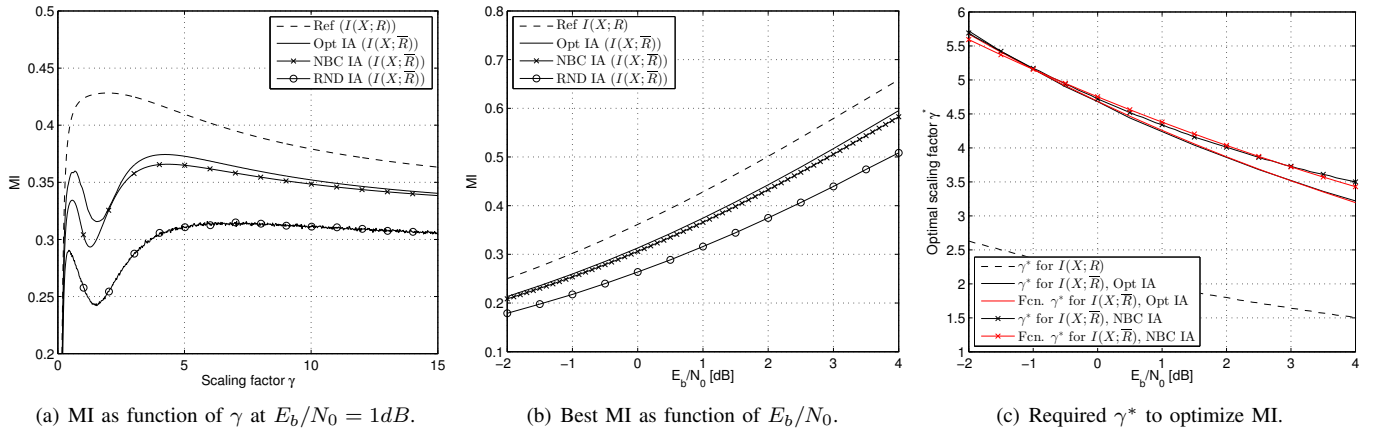 MI
0.5
0.45
0.4
0.35
0.3
0.25
0.2
0
5
10
15
Scaling factor γ
Ref (I(X; R))
Opt IA (I(X; R̅))
NBC IA (I(X; R̅))
RND IA (I(X; R̅))
(a) MI as function of γ at E_b/N_0 = 1dB.
MI
0.8
0.7
0.6
0.5
0.4
0.3
0.2
0.1
−2
−1
0
1
2
3
4
E_b/N_0 [dB]
Ref I(X; R)
Opt IA (I(X; R̅))
NBC IA (I(X; R̅))
RND IA (I(X; R̅))
(b) Best MI as function of E_b/N_0.
Optimal scaling factor γ*
6
5.5
5
4.5
4
3.5
3
2.5
2
1.5
1
−2
−1
0
1
2
3
4
E_b/N_0 [dB]
γ* for I(X; R)
γ* for I(X; R̅), Opt IA
Fcn. γ* for I(X; R̅), Opt IA
γ* for I(X; R̅), NBC IA
Fcn. γ* for I(X; R̅), NBC IA
(c) Required γ* to optimize MI.